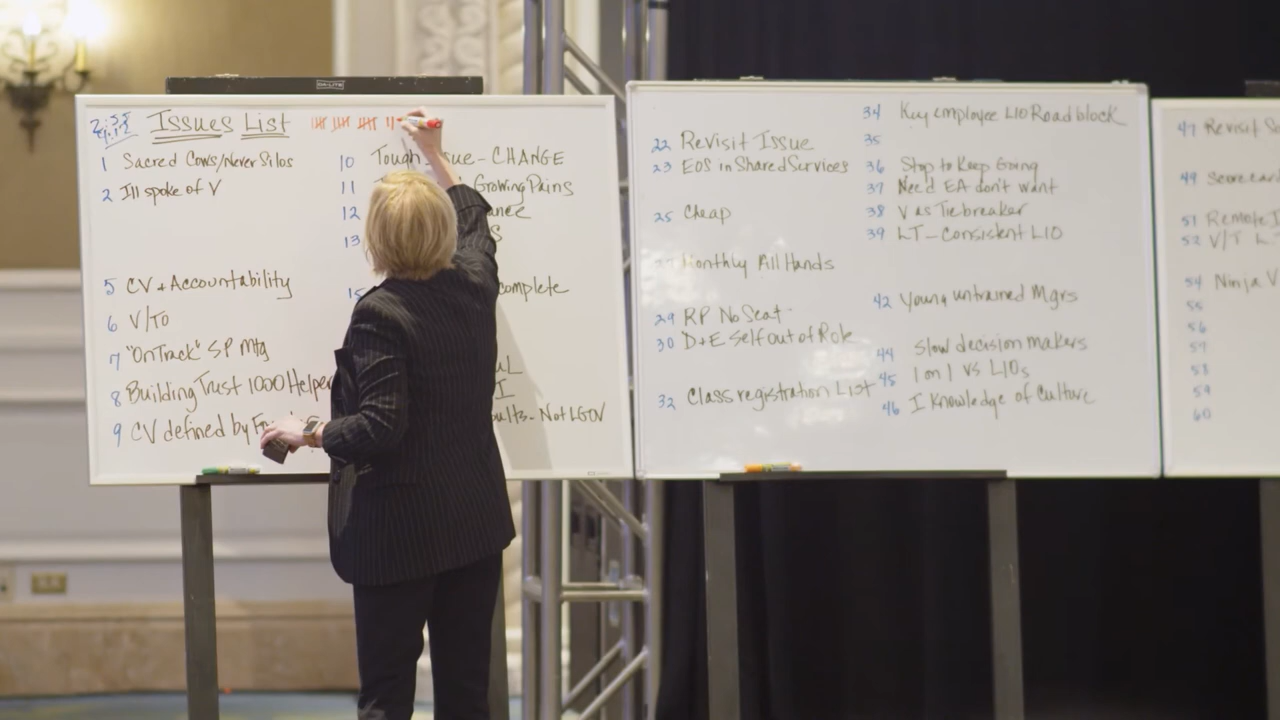 Issues List
1 Sacred Cows/Never Silos
2 Ill spoke of V
5 CV + Accountability
6 V/TO
7 "OnTrack" SP Mtg
8 Building Trust 1000 Helper
9 CV defined by
10 Tough - CHANGE
11 Growing Pains
12
13
15 complete
- Not LGTV
22 Revisit Issue
23 EOS in Shared Services
25 Cheap
Monthly All Hands
29 RP No Seat
30 D+E Self out of Role
32 Class registration List
34 Key employee L10 Roadblock
35
36 Stop to Keep Going
37 Need EA don't want
38 V as Tiebreaker
39 LT - Consistent L10
42 Young untrained Mgrs
44 Slow decision makers
45 1 on 1 vs L10s
46 I Knowledge of Culture
47 Revisit
49 Scorecard
51 Remote
52 V/T
54 Ninja V
55
56
57
58
59
60